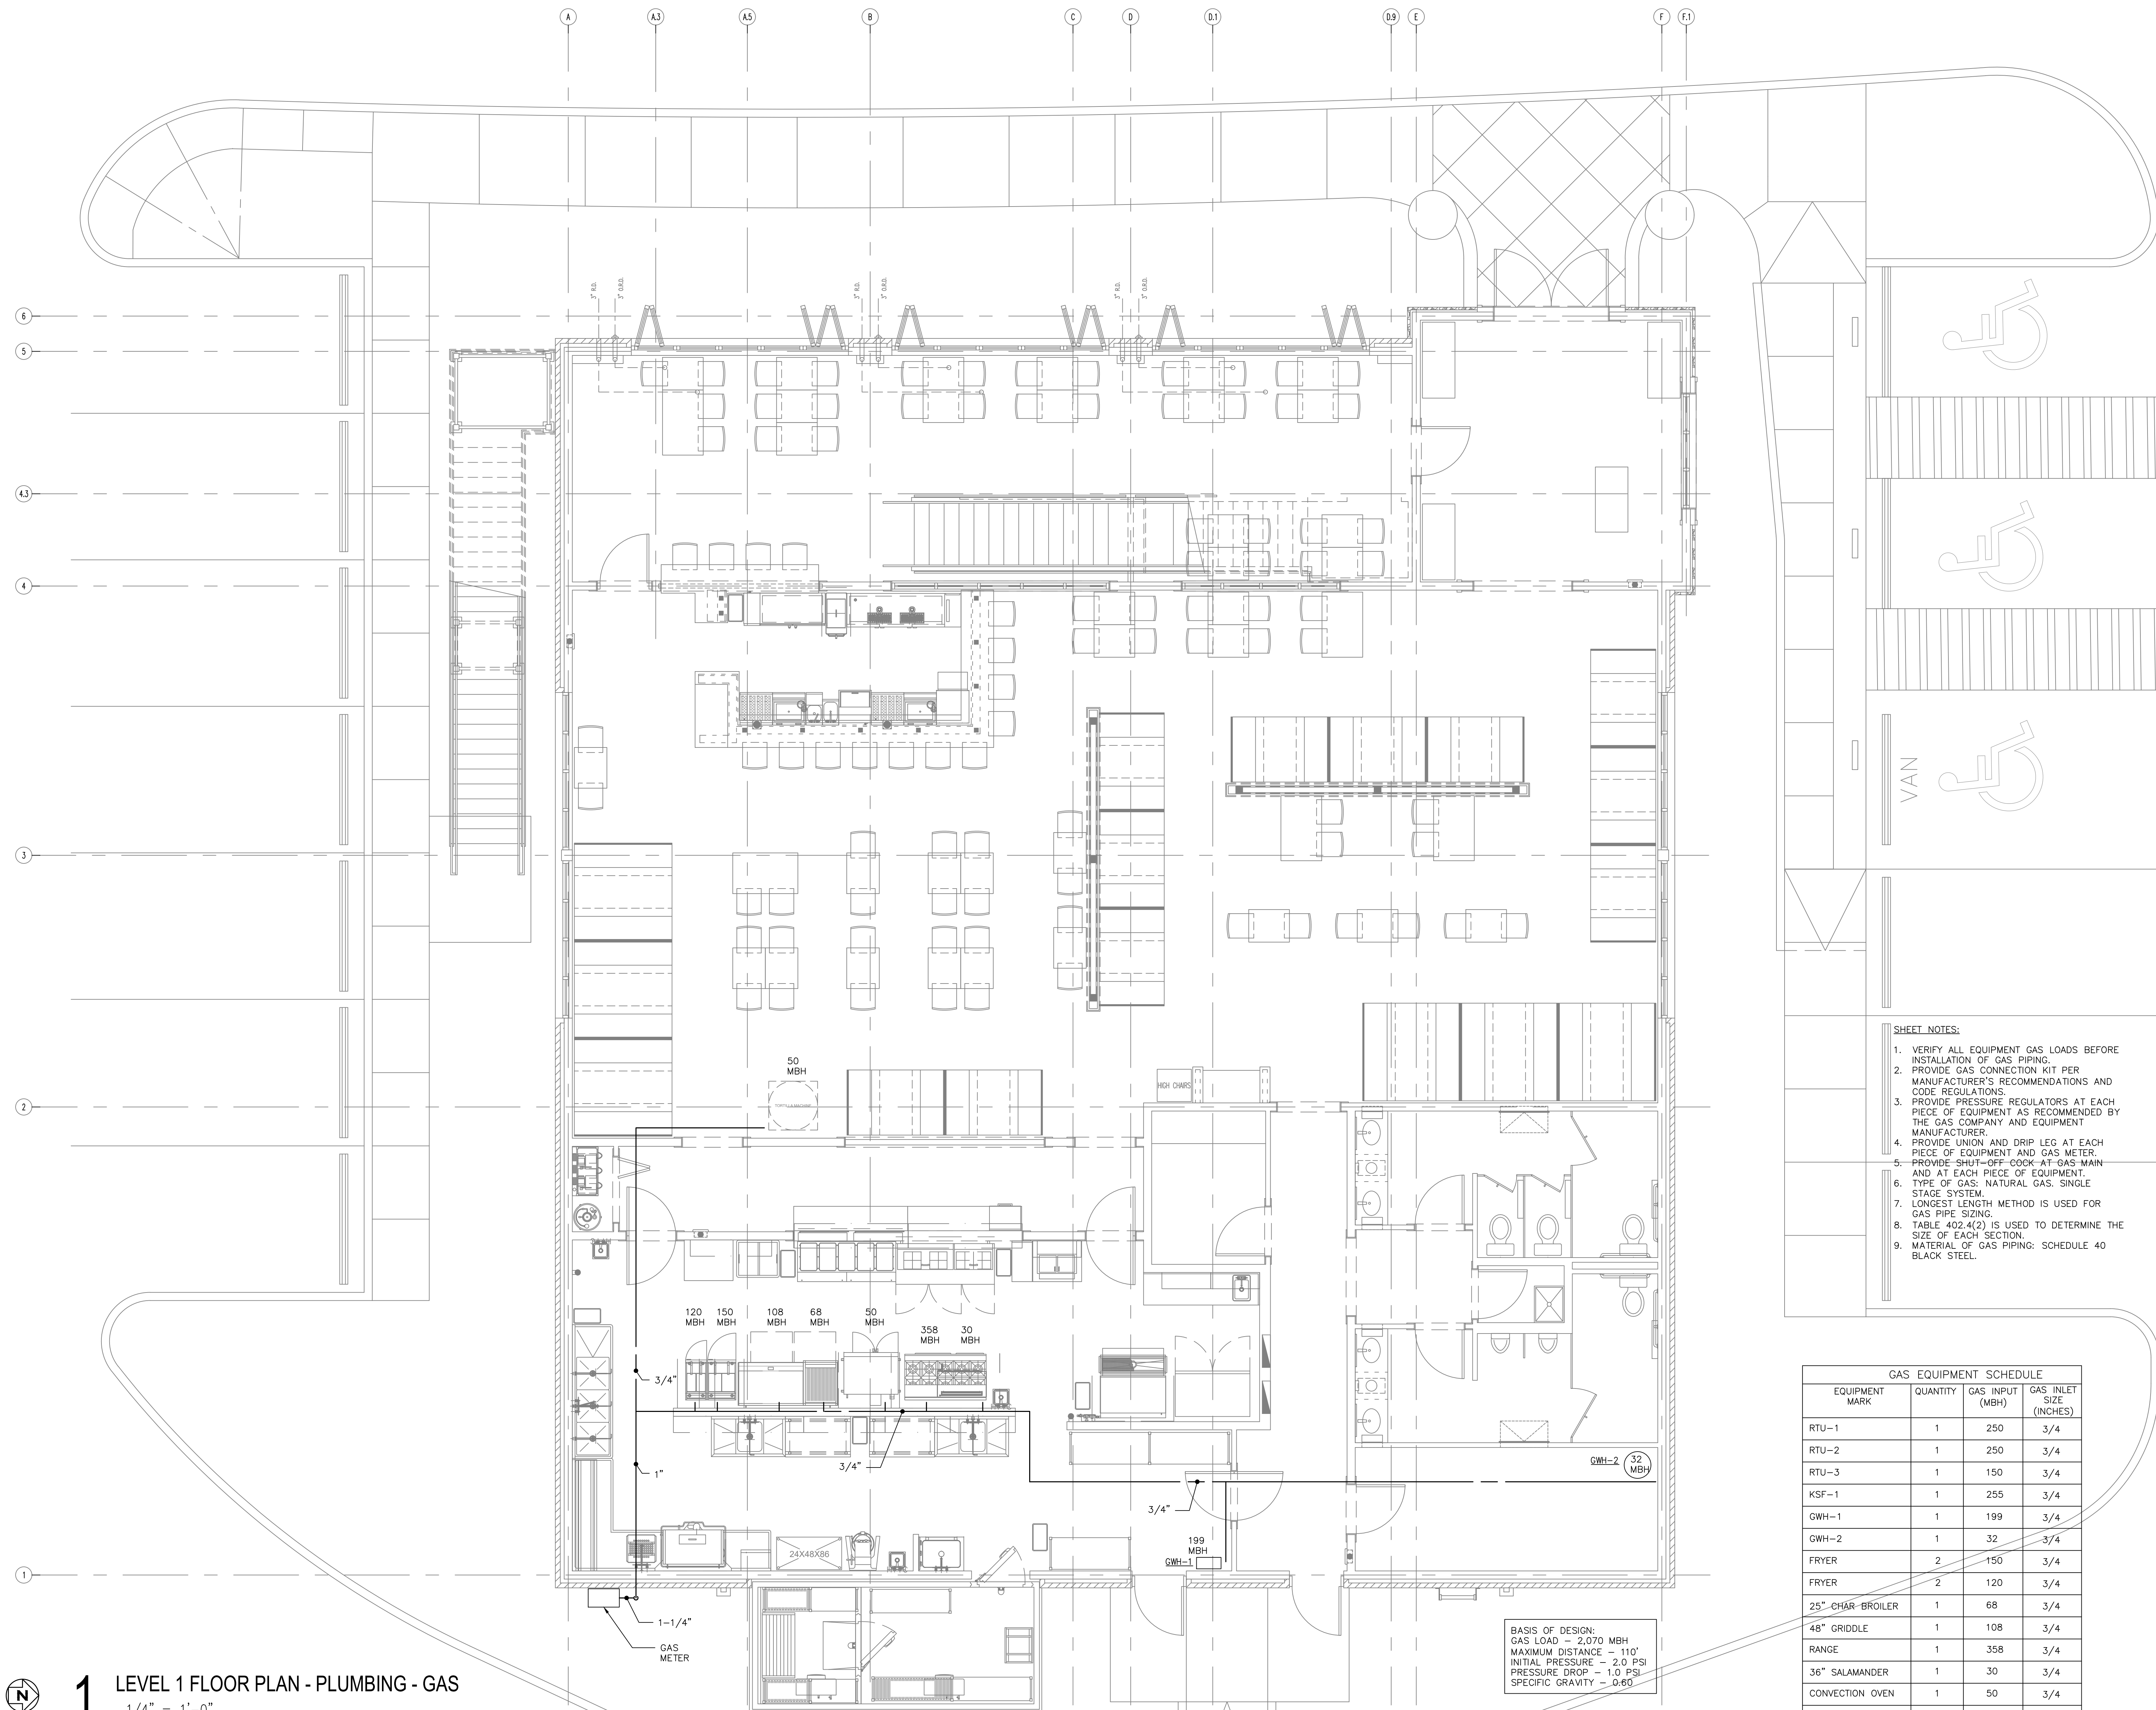 A
A.3
A.5
B
C
D
D.1
D.9
E
F
F.1
6
5
4.3
4
3
2
1
3" R.D.
3" O.R.D.
3" R.D.
3" O.R.D.
3" R.D.
3" O.R.D.
VAN
50
MBH
HIGH CHAIRS
120
MBH
150
MBH
108
MBH
68
MBH
50
MBH
358
MBH
30
MBH
3/4"
3/4"
1"
3/4"
GWH-2
32
MBH
199
MBH
GWH-1
24X48X86
1-1/4"
GAS
METER
SHEET NOTES:
1. VERIFY ALL EQUIPMENT GAS LOADS BEFORE
INSTALLATION OF GAS PIPING.
2. PROVIDE GAS CONNECTION KIT PER
MANUFACTURER'S RECOMMENDATIONS AND
CODE REGULATIONS.
3. PROVIDE PRESSURE REGULATORS AT EACH
PIECE OF EQUIPMENT AS RECOMMENDED BY
THE GAS COMPANY AND EQUIPMENT
MANUFACTURER.
4. PROVIDE UNION AND DRIP LEG AT EACH
PIECE OF EQUIPMENT AND GAS METER.
5. PROVIDE SHUT-OFF COCK AT GAS MAIN
AND AT EACH PIECE OF EQUIPMENT.
6. TYPE OF GAS: NATURAL GAS. SINGLE
STAGE SYSTEM.
7. LONGEST LENGTH METHOD IS USED FOR
GAS PIPE SIZING.
8. TABLE 402.4(2) IS USED TO DETERMINE THE
SIZE OF EACH SECTION.
9. MATERIAL OF GAS PIPING: SCHEDULE 40
BLACK STEEL.
GAS EQUIPMENT SCHEDULE
EQUIPMENT MARK QUANTITY GAS INPUT (MBH) GAS INLET SIZE (INCHES)
RTU-1 1 250 3/4
RTU-2 1 250 3/4
RTU-3 1 150 3/4
KSF-1 1 255 3/4
GWH-1 1 199 3/4
GWH-2 1 32 3/4
FRYER 2 150 3/4
FRYER 2 120 3/4
25" CHAR BROILER 1 68 3/4
48" GRIDDLE 1 108 3/4
RANGE 1 358 3/4
36" SALAMANDER 1 30 3/4
CONVECTION OVEN 1 50 3/4
BASIS OF DESIGN:
GAS LOAD - 2,070 MBH
MAXIMUM DISTANCE - 110'
INITIAL PRESSURE - 2.0 PSI
PRESSURE DROP - 1.0 PSI
SPECIFIC GRAVITY - 0.60
N
1 LEVEL 1 FLOOR PLAN - PLUMBING - GAS
1/4" = 1'-0"